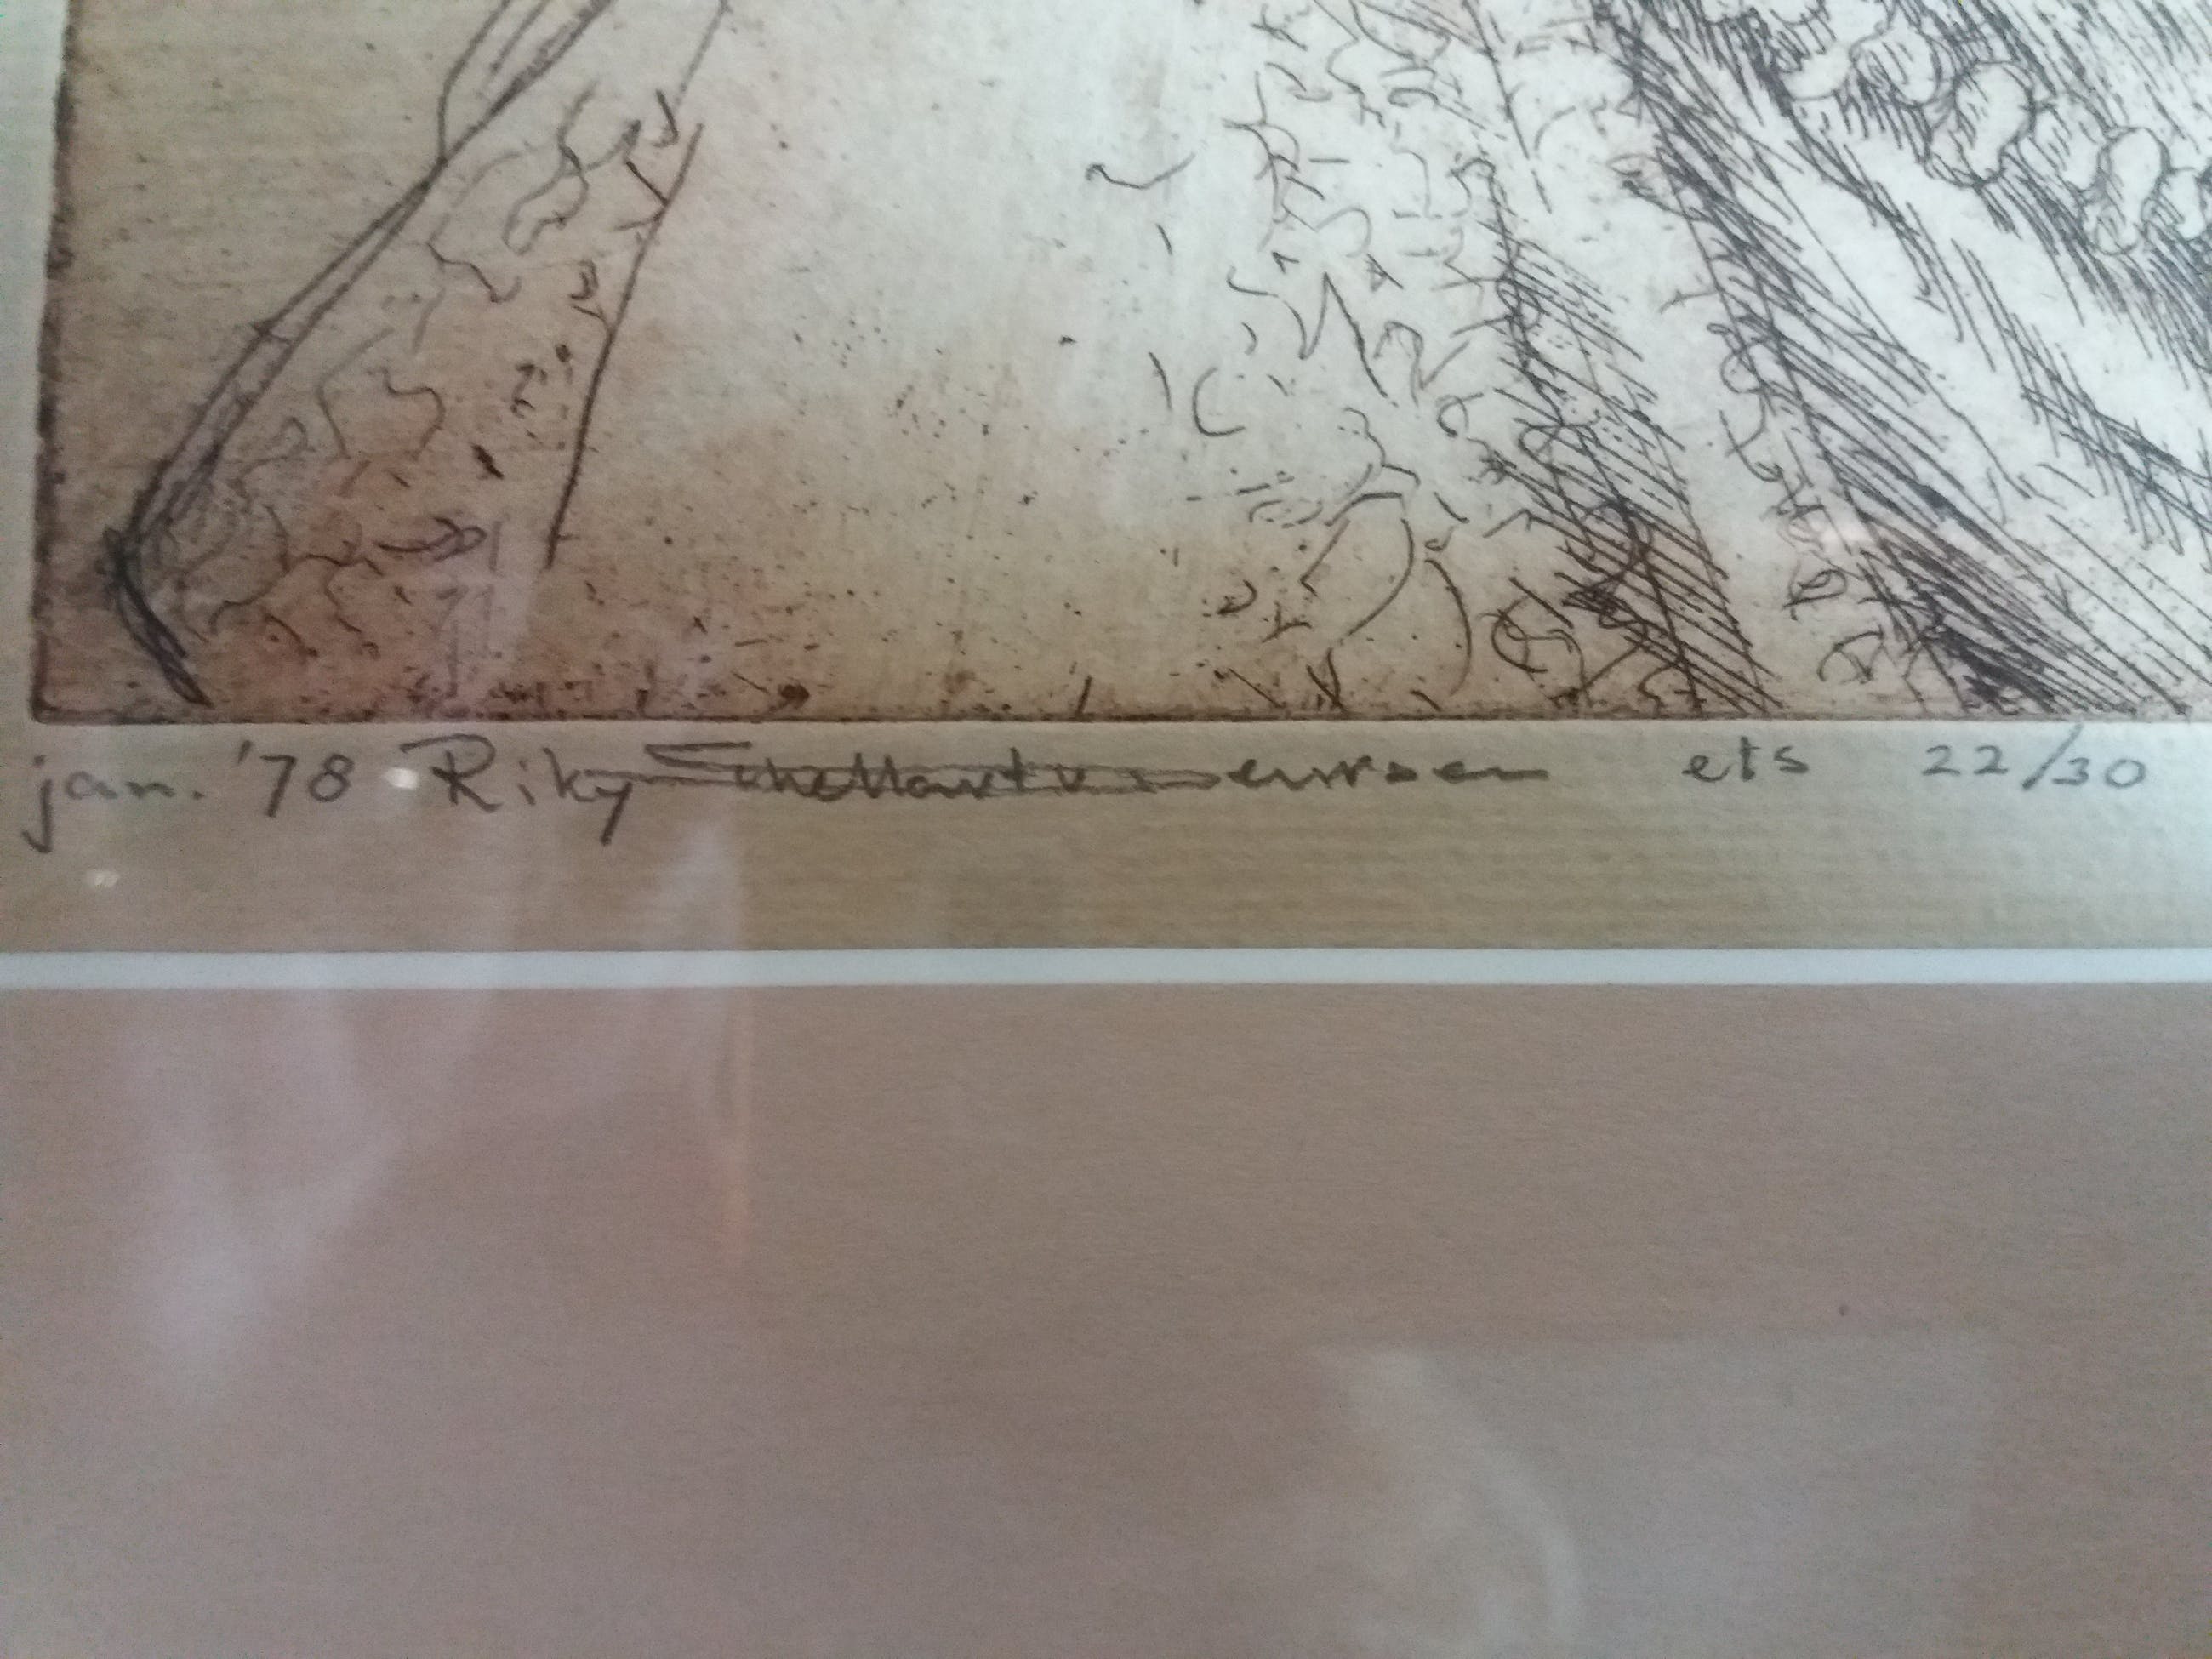 jan. '78 Riky ets 22/30